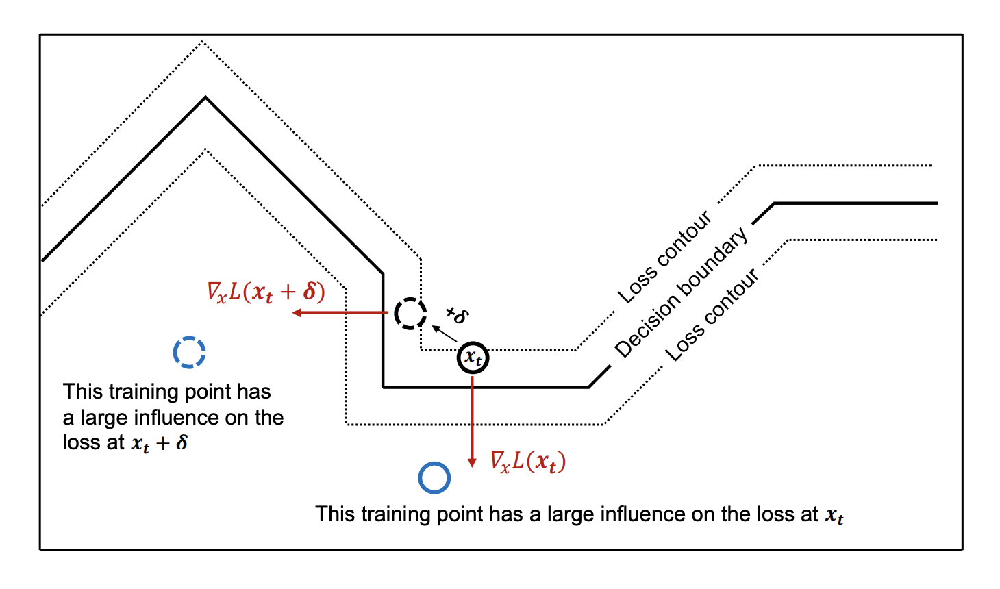 Loss contour
Decision boundary
Loss contour
∇ₓL(xₜ + δ)
+δ
xₜ
This training point has
a large influence on the
loss at xₜ + δ
∇ₓL(xₜ)
This training point has a large influence on the loss at xₜ